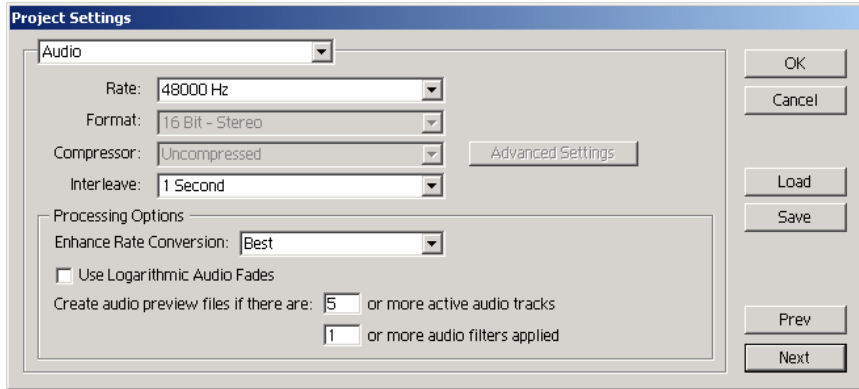 Project Settings
Audio
OK
Rate: 48000 Hz
Cancel
Format: 16 Bit - Stereo
Compressor: Uncompressed Advanced Settings
Interleave: 1 Second
Load
Processing Options
Save
Enhance Rate Conversion: Best
Use Logarithmic Audio Fades
Create audio preview files if there are: 5 or more active audio tracks
Prev
1 or more audio filters applied
Next